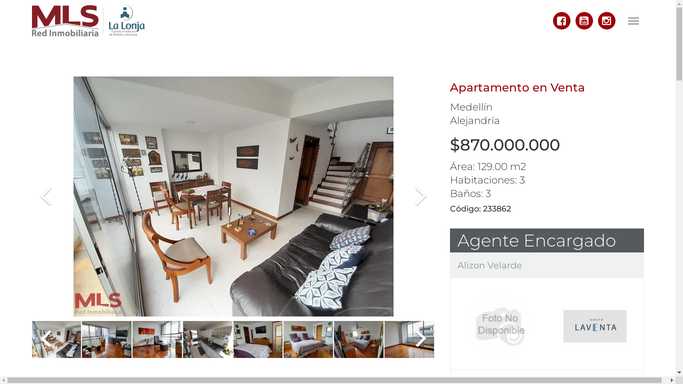 MLS
Red Inmobiliaria
La Lonja
Apartamento en Venta
Medellín
Alejandría
$870.000.000
Área: 129.00 m2
Habitaciones: 3
Baños: 3
Código: 233862
MLS
Red Inmobiliaria
Agente Encargado
Alizon Velarde
Foto No
Disponible
LAVENTA